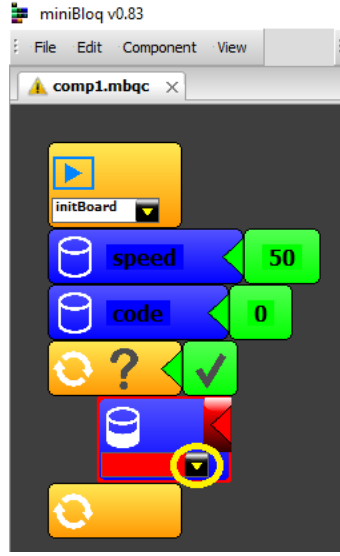 miniBloq v0.83
File Edit Component View
comp1.mbqc
initBoard
speed 50
code 0
?